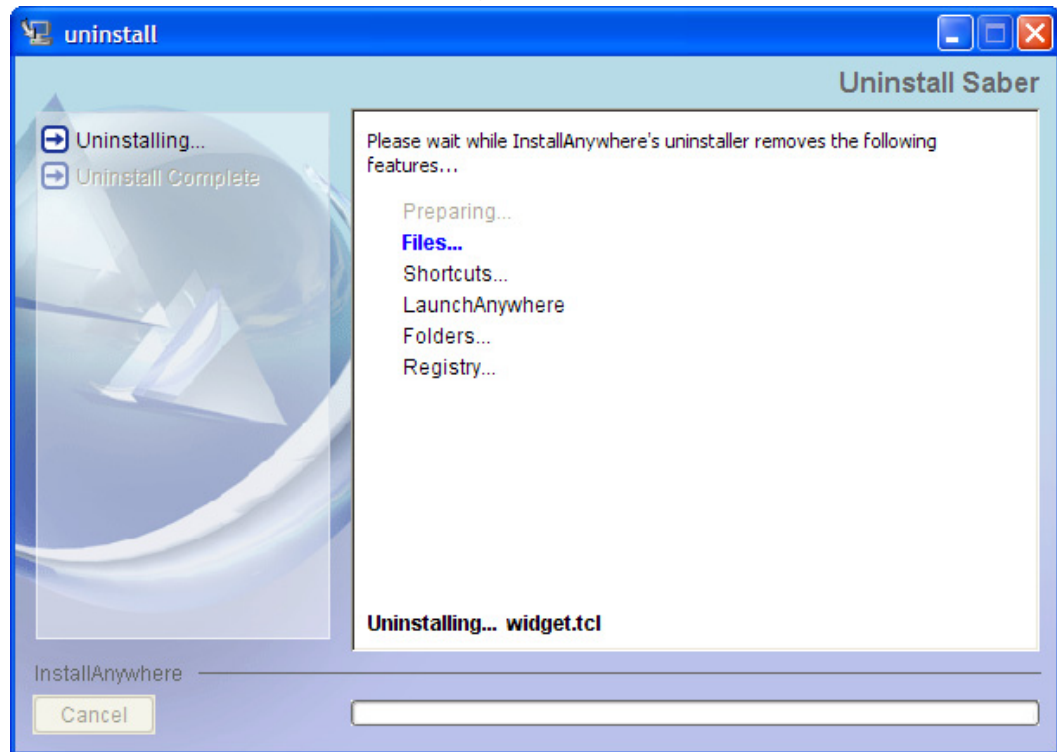 uninstall
Uninstall Saber
Uninstalling...
Uninstall Complete
Please wait while InstallAnywhere's uninstaller removes the following
features...
Preparing...
Files...
Shortcuts...
LaunchAnywhere
Folders...
Registry...
Uninstalling... widget.tcl
InstallAnywhere
Cancel